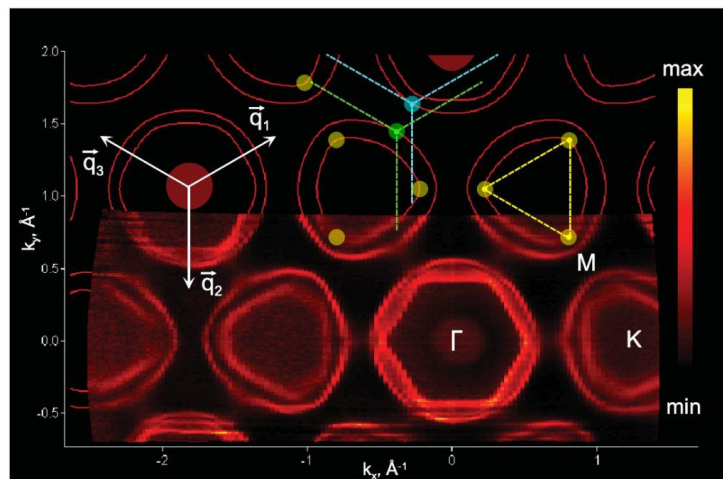 2.0
1.5
1.0
0.5
0.0
-0.5
k_y, Å⁻¹
-2
-1
0
1
k_x, Å⁻¹
q⃗₁
q⃗₃
q⃗₂
M
Γ
K
max
min